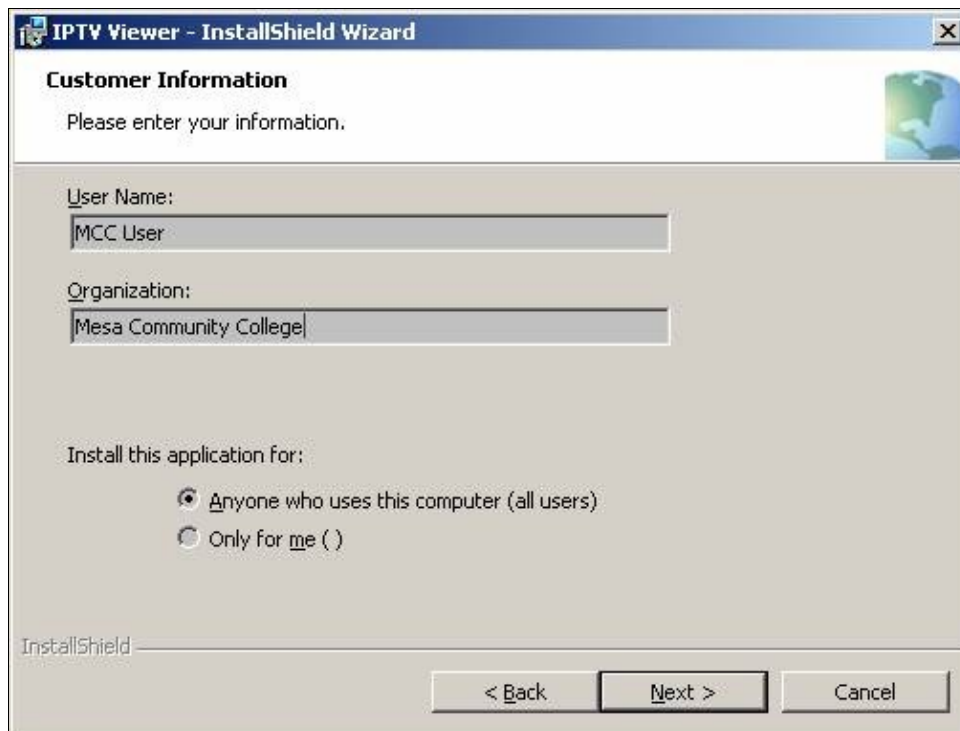 IPTV Viewer - InstallShield Wizard
Customer Information
Please enter your information.
User Name:
MCC User
Organization:
Mesa Community College
Install this application for:
Anyone who uses this computer (all users)
Only for me ( )
InstallShield
< Back Next > Cancel